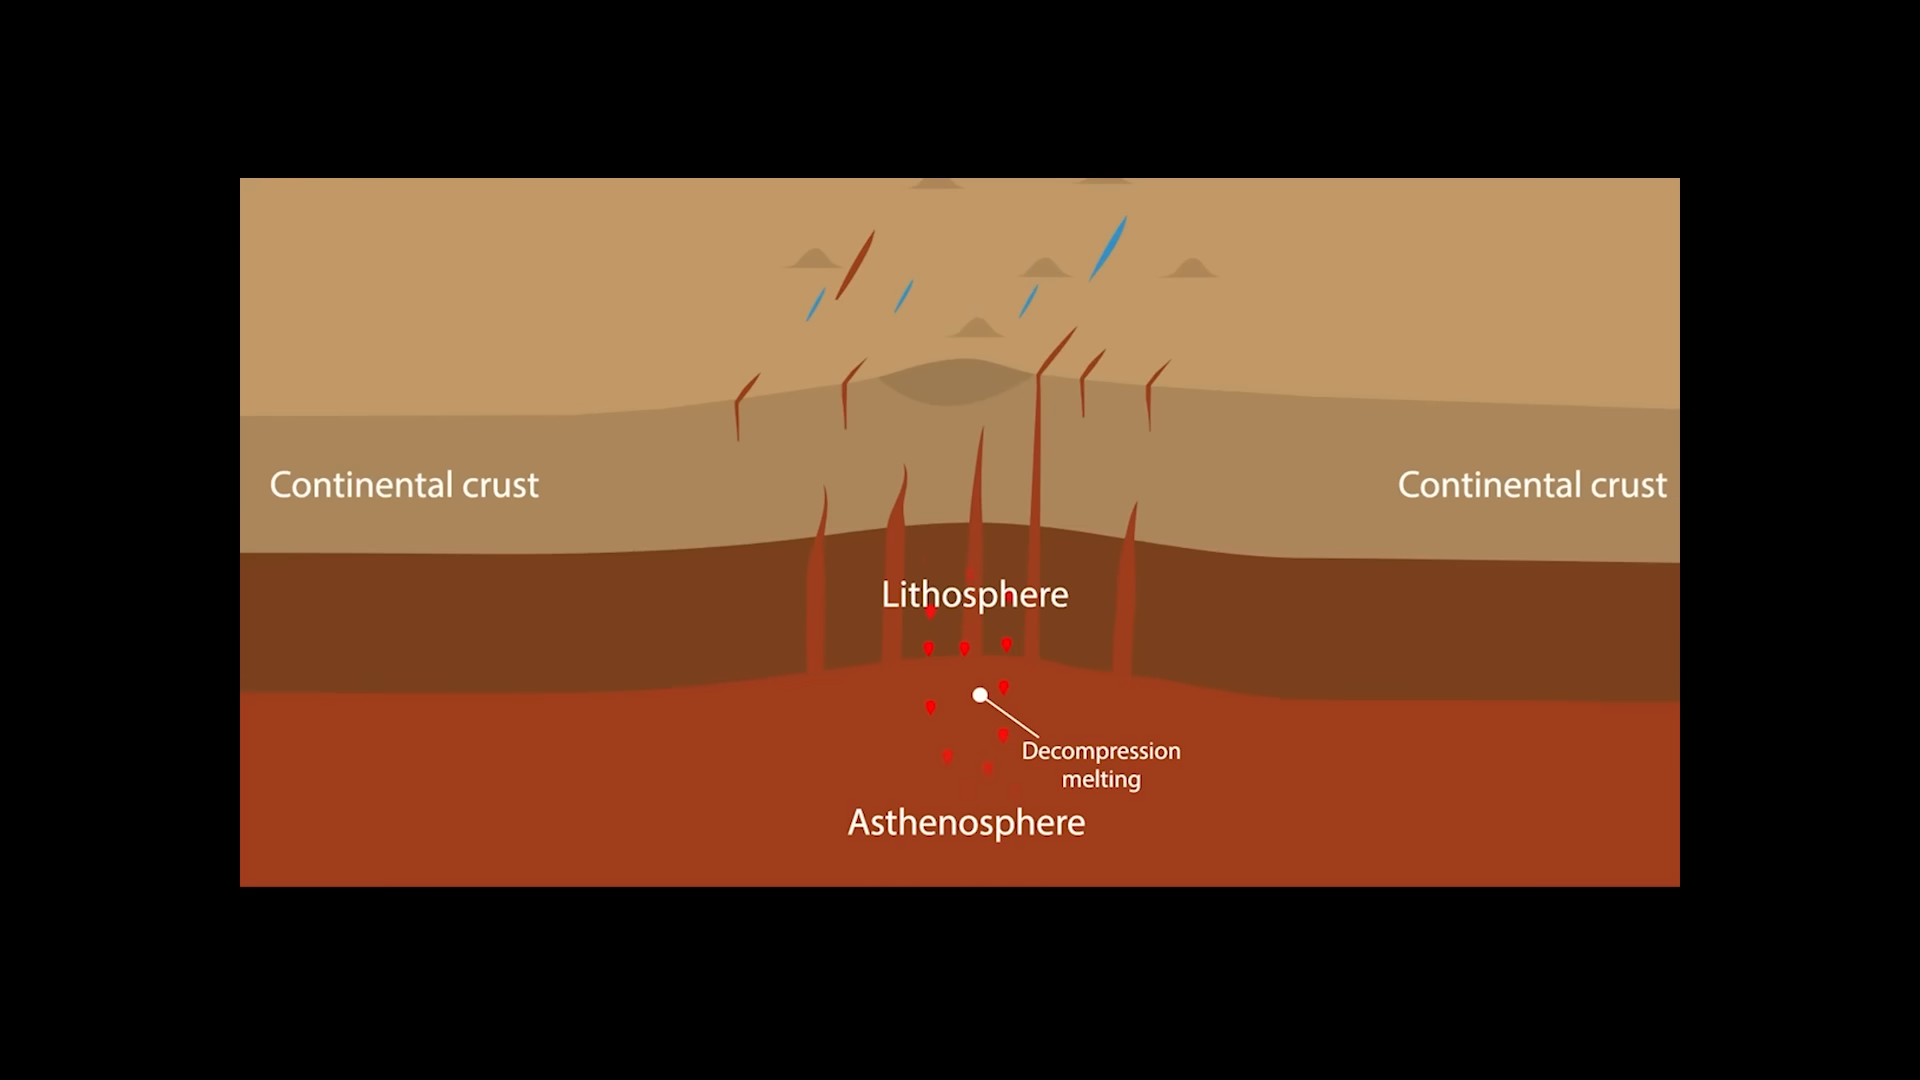 Continental crust
Continental crust
Lithosphere
Decompression
melting
Asthenosphere